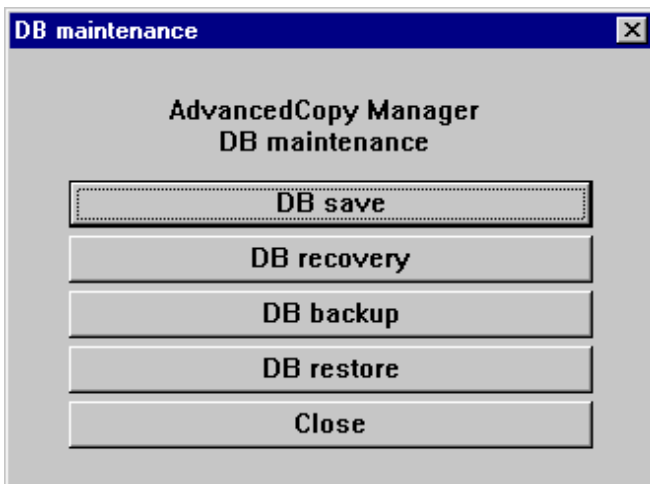 DB maintenance
AdvancedCopy Manager
DB maintenance
DB save
DB recovery
DB backup
DB restore
Close